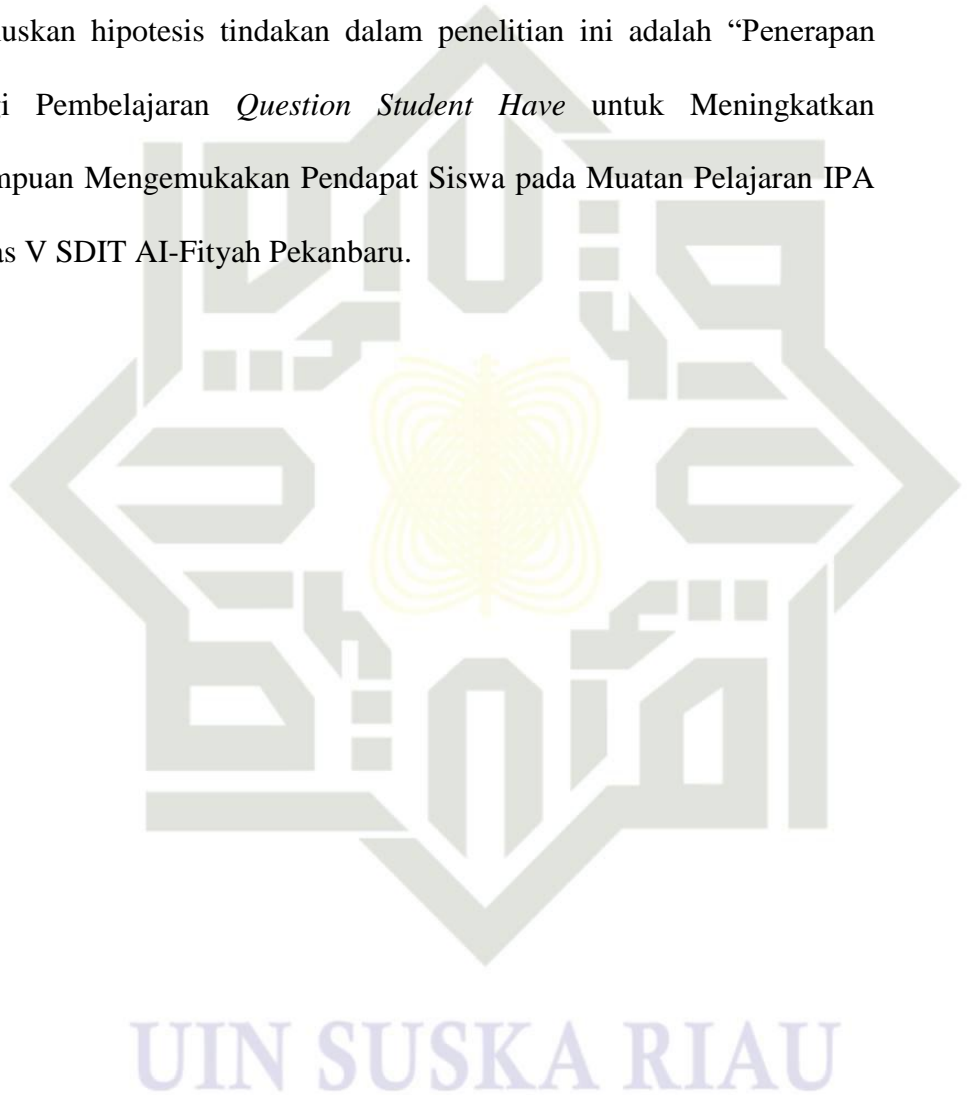 uskan hipotesis tindakan dalam penelitian ini adalah “Penerapan
gi Pembelajaran Question Student Have untuk Meningkatkan
mpuan Mengemukakan Pendapat Siswa pada Muatan Pelajaran IPA
as V SDIT AI-Fityah Pekanbaru.
UIN SUSKA RIAU